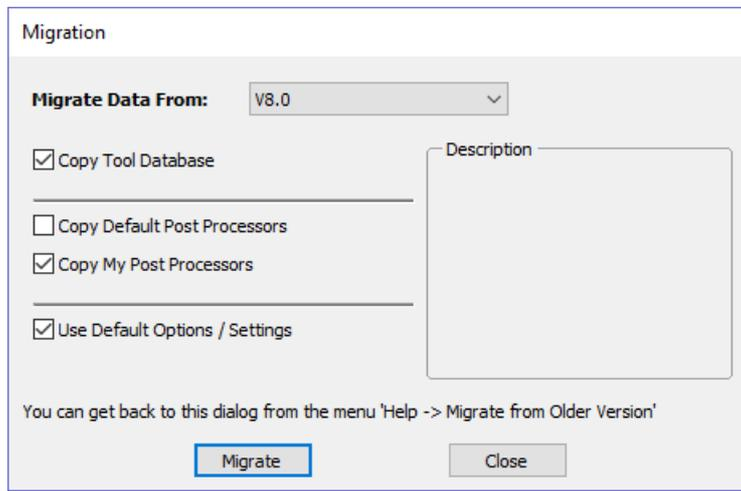 Migration
Migrate Data From: V8.0
Copy Tool Database
Description
Copy Default Post Processors
Copy My Post Processors
Use Default Options / Settings
You can get back to this dialog from the menu 'Help -> Migrate from Older Version'
Migrate Close